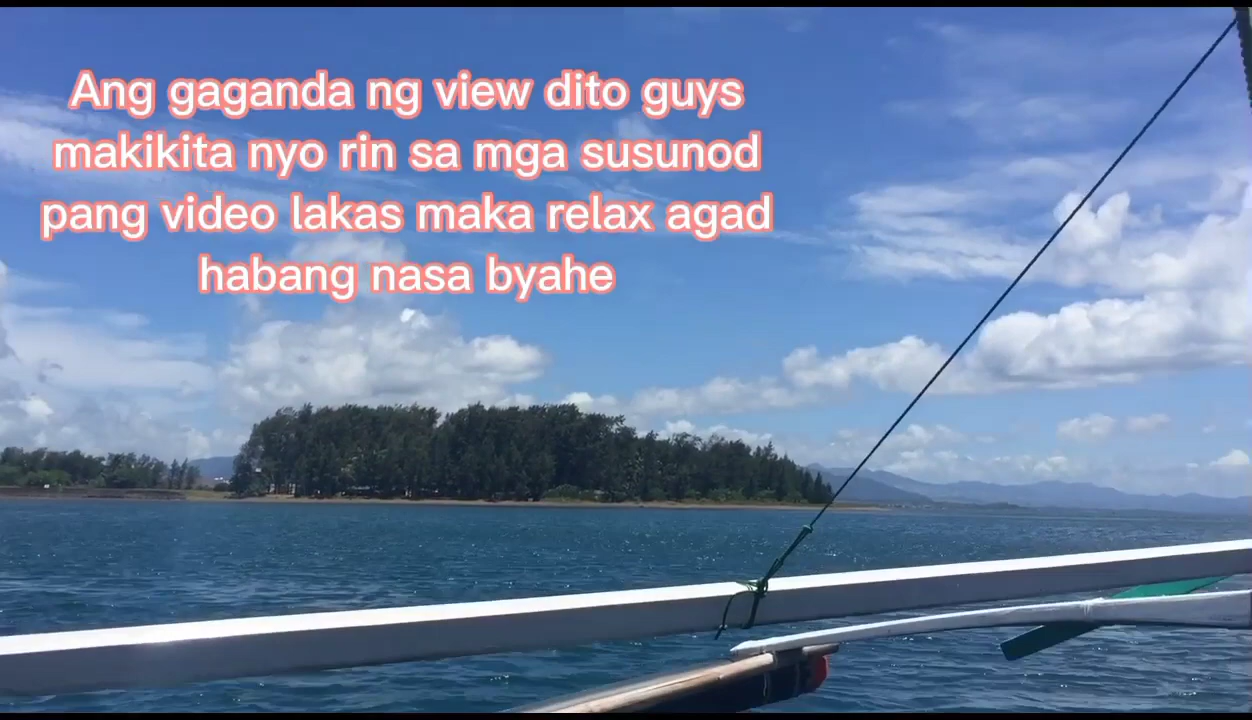 Ang gaganda ng view dito guys
makikita nyo rin sa mga susunod
pang video lakas maka relax agad
habang nasa byahe